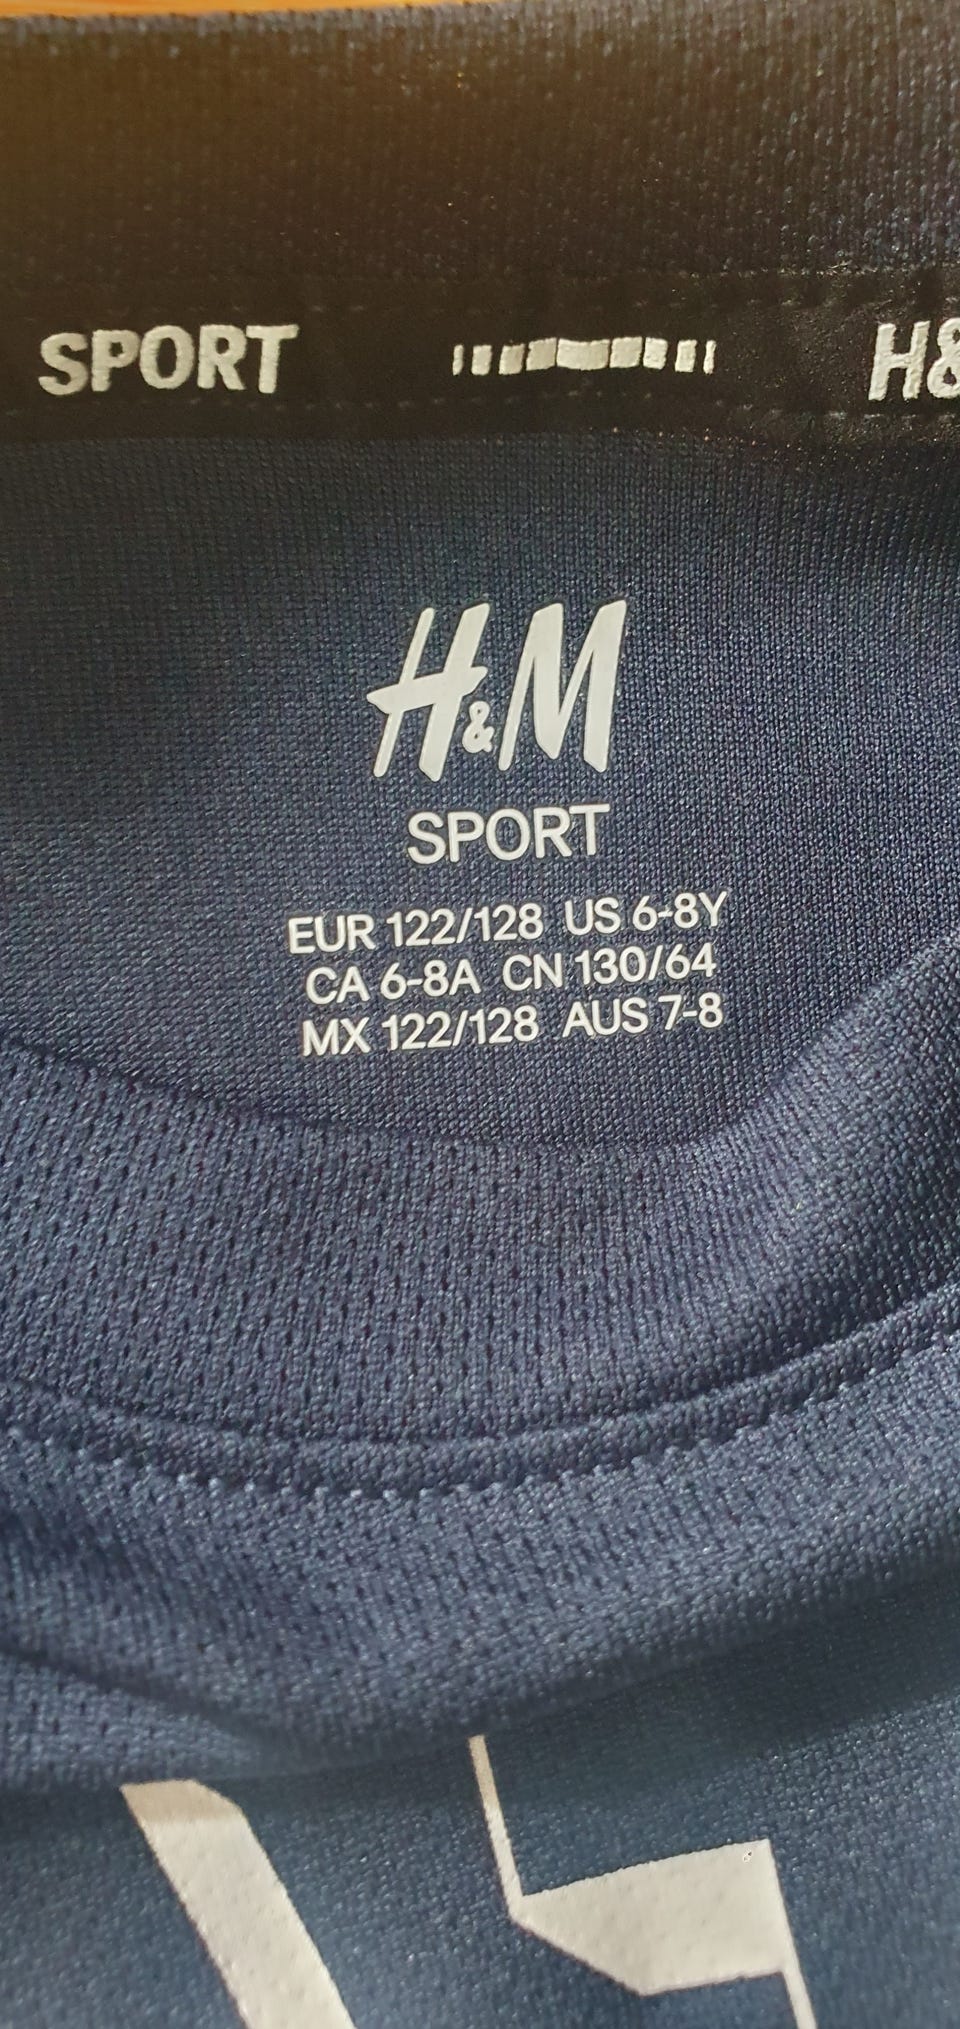 SPORT H&
H&M
SPORT
EUR 122/128 US 6-8Y
CA 6-8A CN 130/64
MX 122/128 AUS 7-8